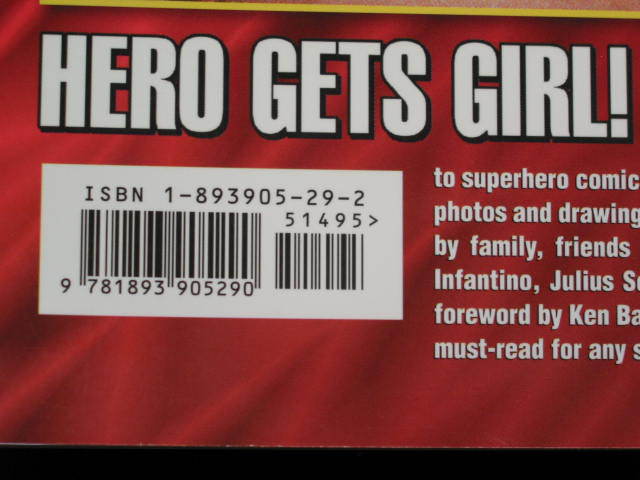 HERO GETS GIRL!
ISBN 1-893905-29-2
51495>
9 781893 905290
to superhero comic
photos and drawing
by family, friends
Infantino, Julius
foreword by Ken
must-read for any